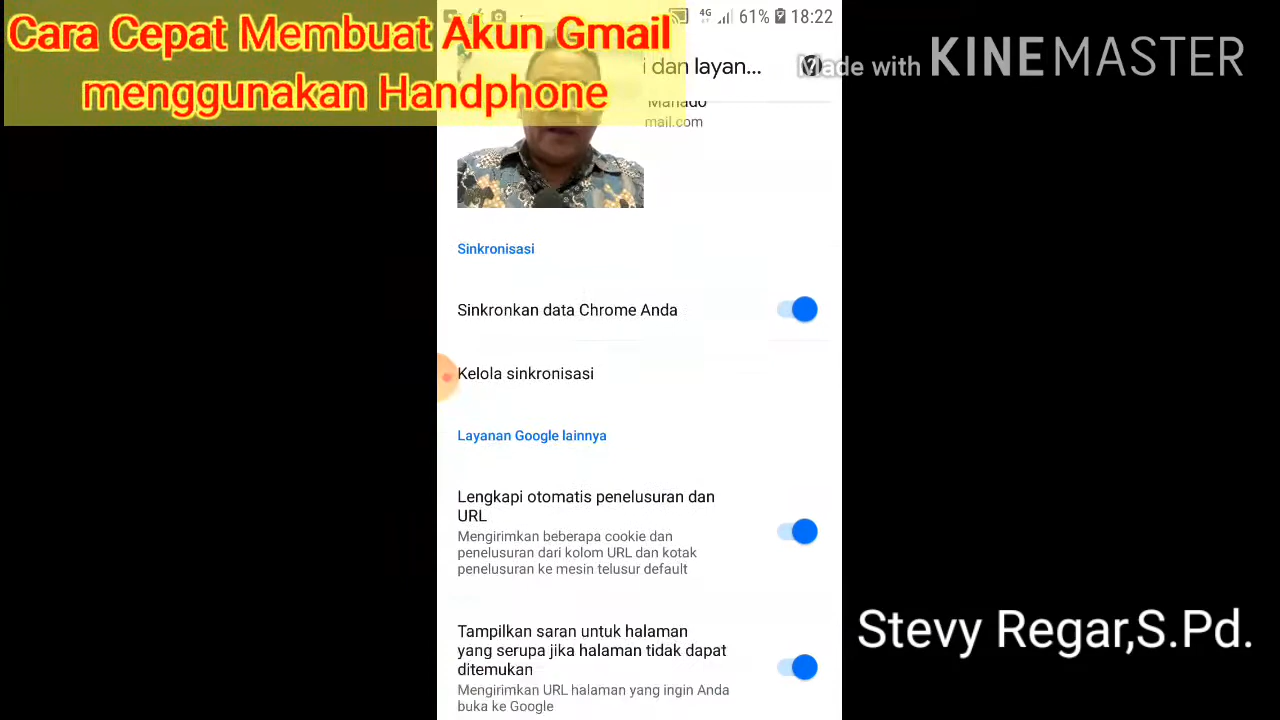 Cara Cepat Membuat Akun Gmail
menggunakan Handphone
4G 61% 18:22
i dan layan...
Made with KINEMASTER
Manado
mail.com
Sinkronisasi
Sinkronkan data Chrome Anda
Kelola sinkronisasi
Layanan Google lainnya
Lengkapi otomatis penelusuran dan
URL
Mengirimkan beberapa cookie dan
penelusuran dari kolom URL dan kotak
penelusuran ke mesin telusur default
Tampilkan saran untuk halaman
yang serupa jika halaman tidak dapat
ditemukan
Mengirimkan URL halaman yang ingin Anda
buka ke Google
Stevy Regar,S.Pd.